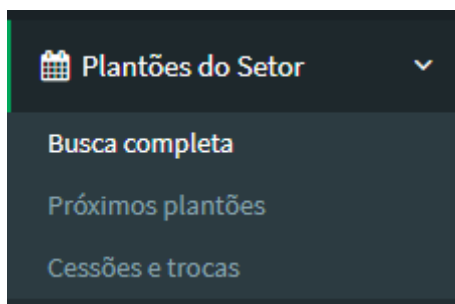 Plantões do Setor
Busca completa
Próximos plantões
Cessões e trocas